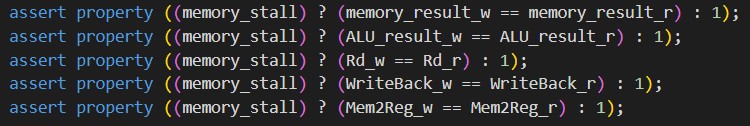 assert property ((memory_stall) ? (memory_result_w == memory_result_r) : 1);
assert property ((memory_stall) ? (ALU_result_w == ALU_result_r) : 1);
assert property ((memory_stall) ? (Rd_w == Rd_r) : 1);
assert property ((memory_stall) ? (WriteBack_w == WriteBack_r) : 1);
assert property ((memory_stall) ? (Mem2Reg_w == Mem2Reg_r) : 1);